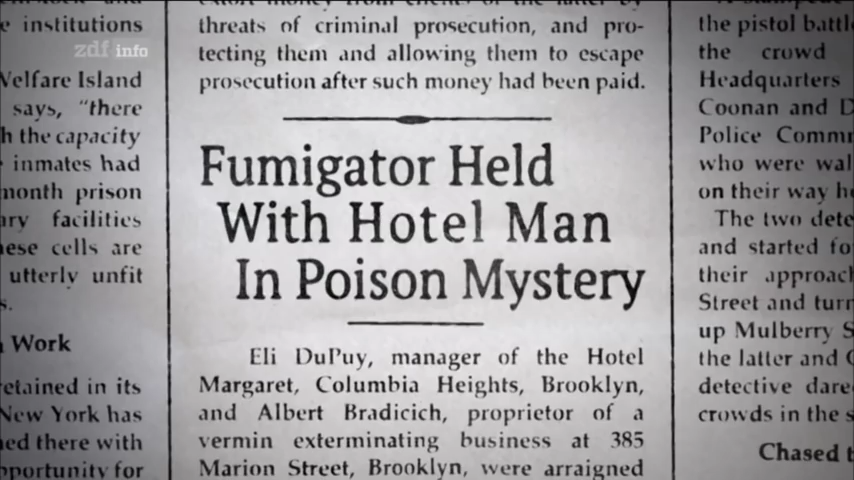 e institutions
zdf info
Welfare Island
says, "there
h the capacity
inmates had
month prison
ary facilities
ese cells are
utterly unfit
s.
Work
retained in its
New York has
ned there with
pportunity for
threats of criminal prosecution, and pro-
tecting them and allowing them to escape
prosecution after such money had been paid.
Fumigator Held
With Hotel Man
In Poison Mystery
Eli DuPuy, manager of the Hotel
Margaret, Columbia Heights, Brooklyn,
and Albert Bradicich, proprietor of a
vermin exterminating business at 385
Marion Street, Brooklyn, were arraigned
the pistol battl
the crowd
Headquarters
Coonan and D
Police Commi
who were wal
on their way h
The two dete
and started fo
their approach
Street and turn
up Mulberry S
the latter and C
detective dare
crowds in the s
Chased t